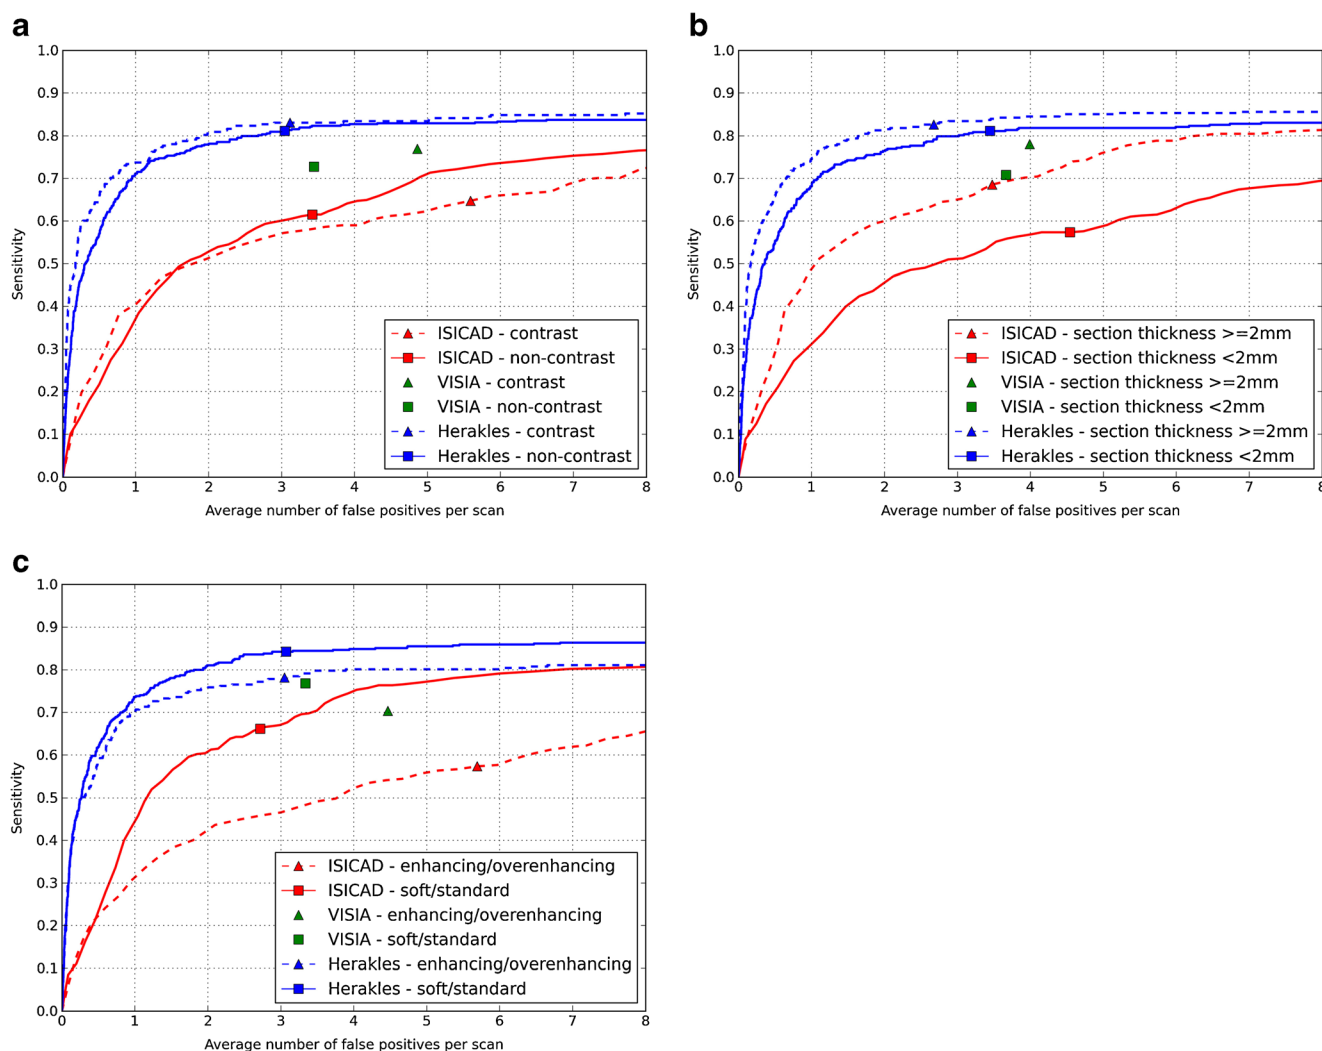 a
1.0
0.9
0.8
0.7
0.6
0.5
0.4
0.3
0.2
0.1
0.0
Sensitivity
0 1 2 3 4 5 6 7 8
Average number of false positives per scan
ISICAD - contrast
ISICAD - non-contrast
VISIA - contrast
VISIA - non-contrast
Herakles - contrast
Herakles - non-contrast
b
1.0
0.9
0.8
0.7
0.6
0.5
0.4
0.3
0.2
0.1
0.0
Sensitivity
0 1 2 3 4 5 6 7 8
Average number of false positives per scan
ISICAD - section thickness >=2mm
ISICAD - section thickness <2mm
VISIA - section thickness >=2mm
VISIA - section thickness <2mm
Herakles - section thickness >=2mm
Herakles - section thickness <2mm
c
1.0
0.9
0.8
0.7
0.6
0.5
0.4
0.3
0.2
0.1
0.0
Sensitivity
0 1 2 3 4 5 6 7 8
Average number of false positives per scan
ISICAD - enhancing/overenhancing
ISICAD - soft/standard
VISIA - enhancing/overenhancing
VISIA - soft/standard
Herakles - enhancing/overenhancing
Herakles - soft/standard